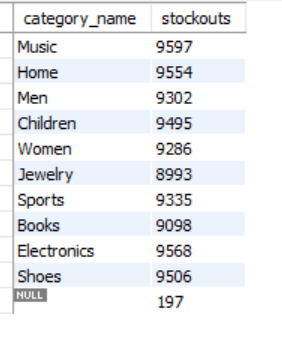 category_name stockouts
Music 9597
Home 9554
Men 9302
Children 9495
Women 9286
Jewelry 8993
Sports 9335
Books 9098
Electronics 9568
Shoes 9506
NULL 197